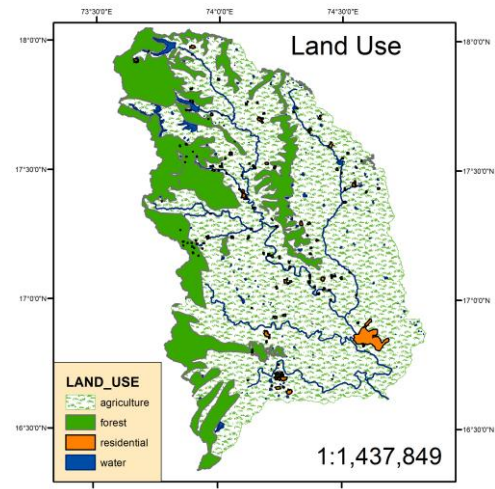 73°30'0"E 74°0'0"E 74°30'0"E
Land Use
18°0'0"N 18°0'0"N
17°30'0"N 17°30'0"N
17°0'0"N 17°0'0"N
16°30'0"N 16°30'0"N
LAND_USE
agriculture
forest
residential
water
1:1,437,849